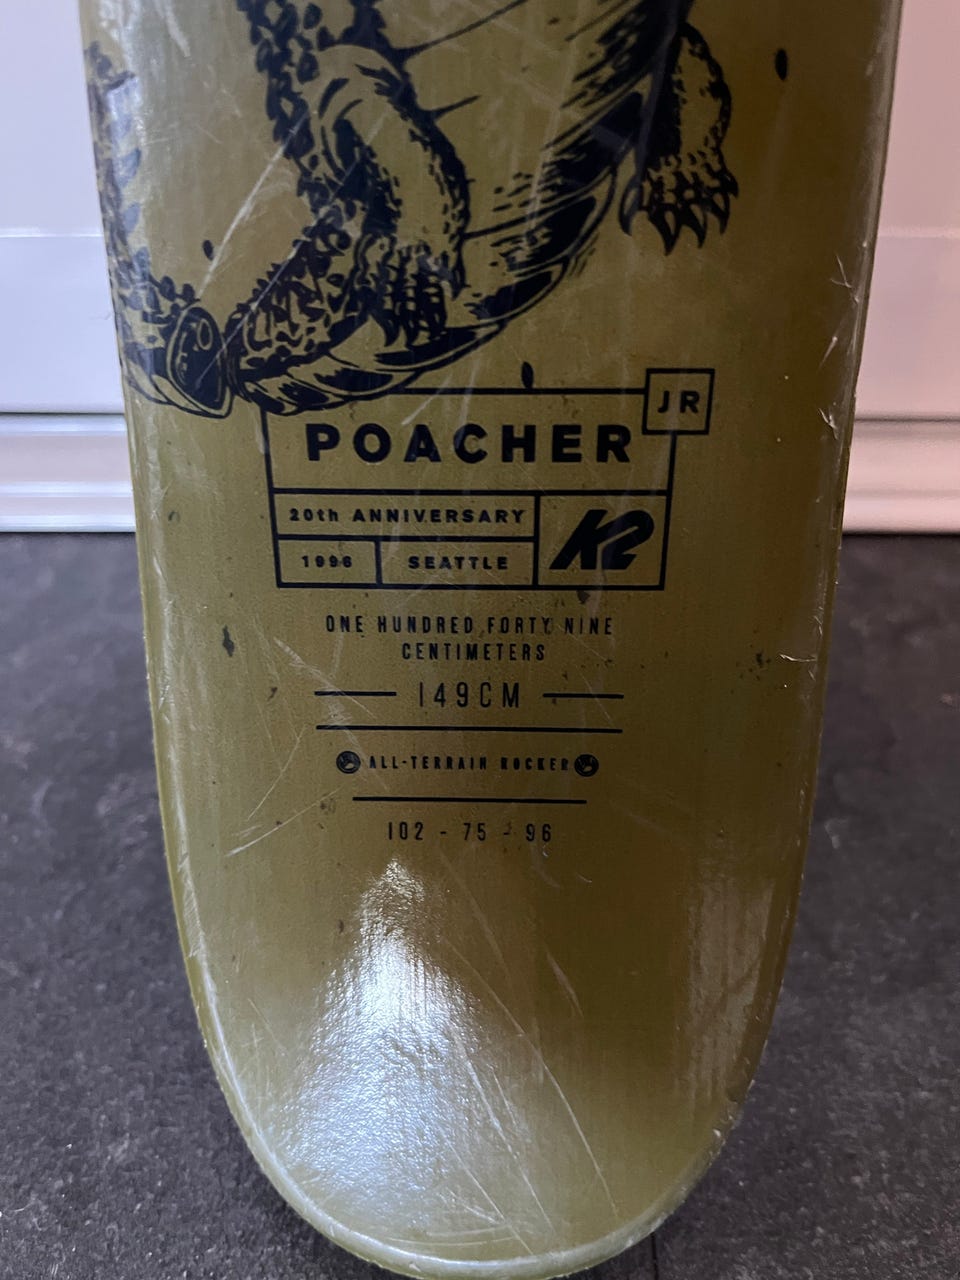 JR
POACHER
20th ANNIVERSARY
1996 SEATTLE
K2
ONE HUNDRED FORTY NINE
CENTIMETERS
149CM
ALL-TERRAIN ROCKER
102 - 75 - 96